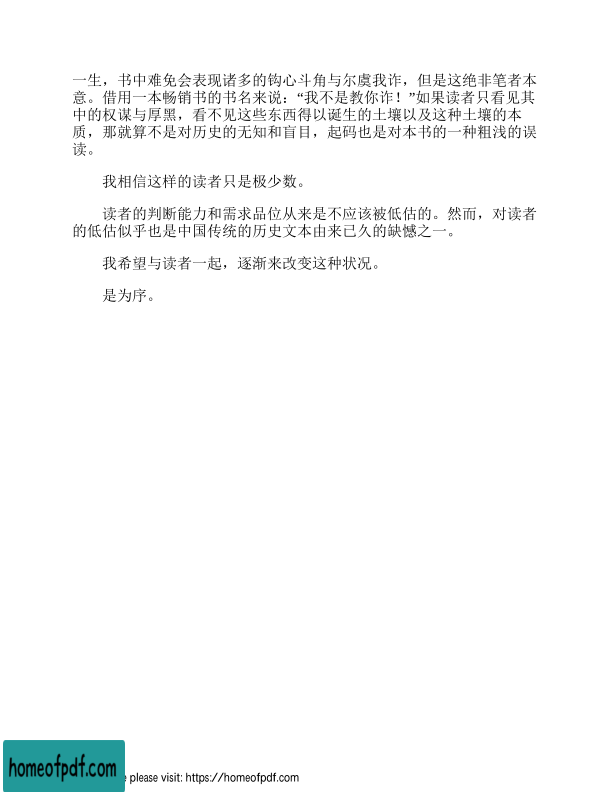 一生，书中难免会表现诸多的钩心斗角与尔虞我诈，但是这绝非笔者本
意。借用一本畅销书的书名来说：“我不是教你诈！”如果读者只看见其
中的权谋与厚黑，看不见这些东西得以诞生的土壤以及这种土壤的本
质，那就算不是对历史的无知和盲目，起码也是对本书的一种粗浅的误
读。
我相信这样的读者只是极少数。
读者的判断能力和需求品位从来是不应该被低估的。然而，对读者
的低估似乎也是中国传统的历史文本由来已久的缺憾之一。
我希望与读者一起，逐渐来改变这种状况。
是为序。
homeofpdf.com
please visit: https://homeofpdf.com